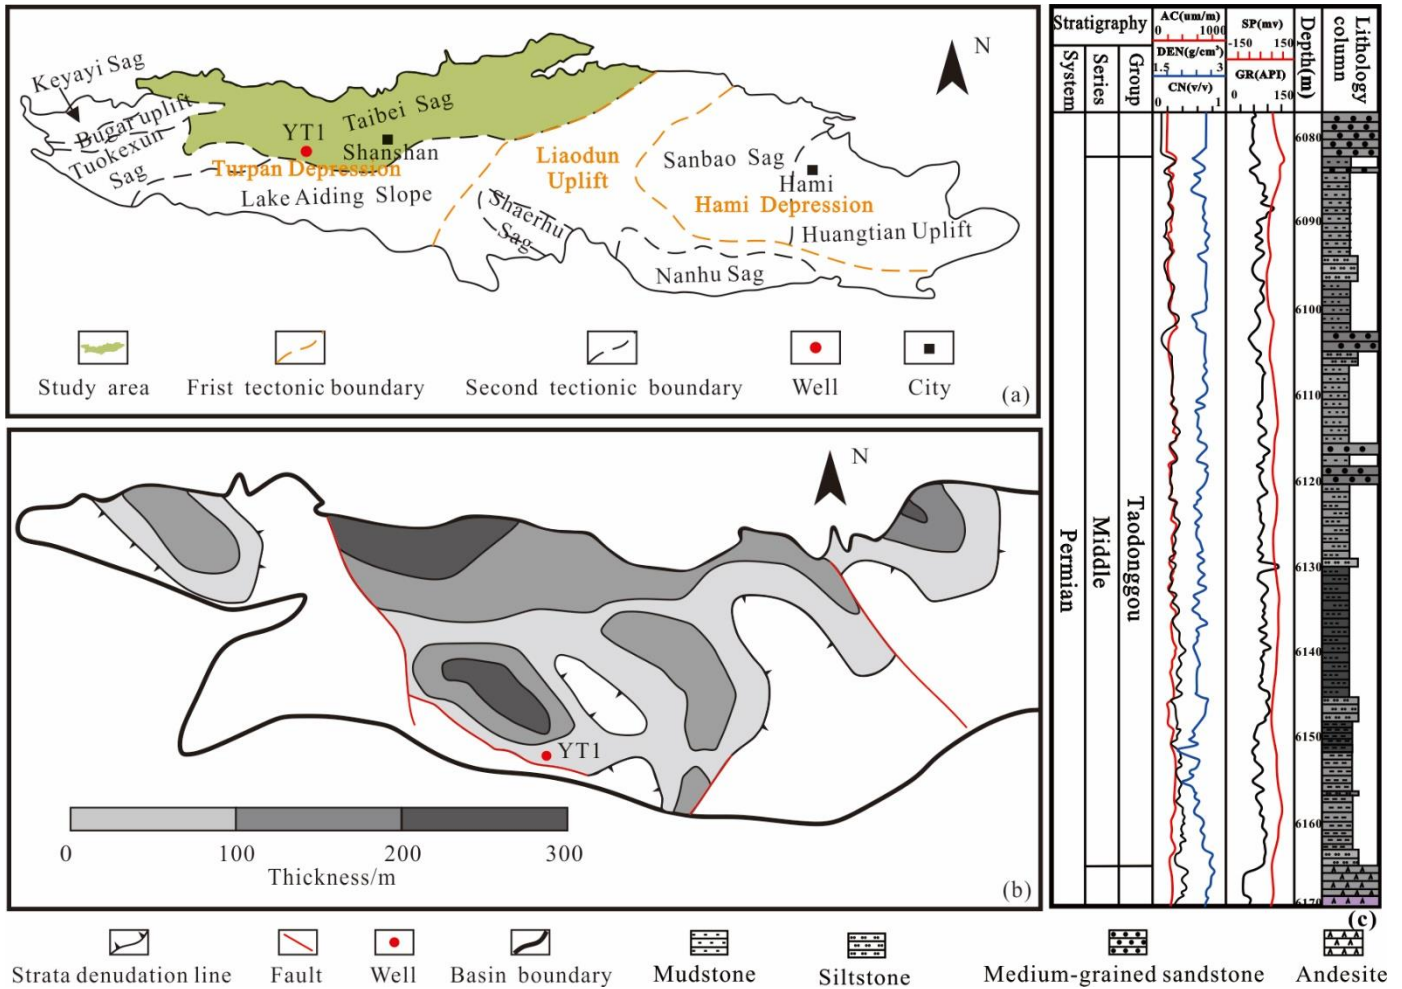 Keyayi Sag
Bugar uplift
Tuokexun
Sag
YT1
Taibei Sag
Shanshan
Turpan Depression
Lake Aiding Slope
Liaodun
Uplift
Shaerhu
Sag
Sanbao Sag
Hami
Hami Depression
Huangtian Uplift
Nanhu Sag
N
Study area
Frist tectonic boundary
Second tectionic boundary
Well
City
(a)
N
YT1
0 100 200 300
Thickness/m
(b)
Stratigraphy
System
Series
Group
AC(um/m)
0 1000
DEN(g/cm³)
1.5 3
CN(v/v)
0 1
SP(mv)
-150 150
GR(API)
0 150
Depth(m)
Lithology
column
Permian
Middle
Taodonggou
6080
6090
6100
6110
6120
6130
6140
6150
6160
6170
(c)
Strata denudation line
Fault
Well
Basin boundary
Mudstone
Siltstone
Medium-grained sandstone
Andesite